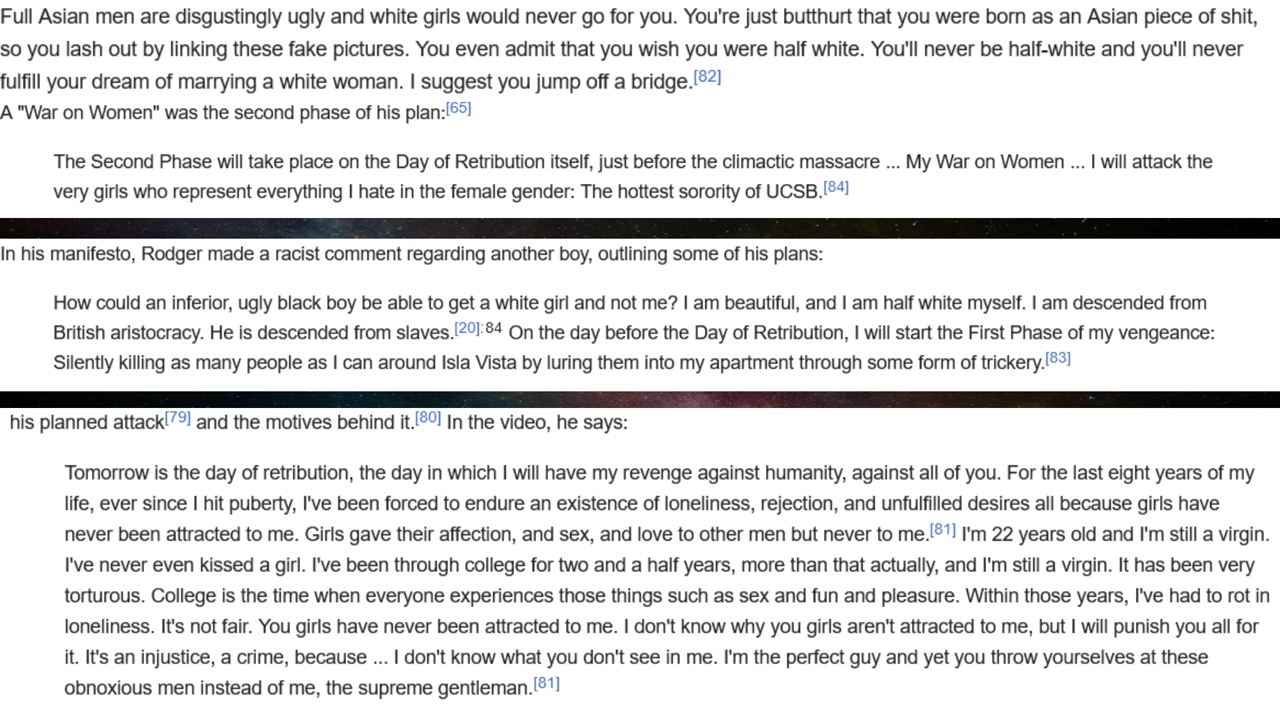 Full Asian men are disgustingly ugly and white girls would never go for you. You're just butthurt that you were born as an Asian piece of shit,
so you lash out by linking these fake pictures. You even admit that you wish you were half white. You'll never be half-white and you'll never
fulfill your dream of marrying a white woman. I suggest you jump off a bridge.[82]
A "War on Women" was the second phase of his plan:[65]
The Second Phase will take place on the Day of Retribution itself, just before the climactic massacre ... My War on Women ... I will attack the
very girls who represent everything I hate in the female gender: The hottest sorority of UCSB.[84]
In his manifesto, Rodger made a racist comment regarding another boy, outlining some of his plans:
How could an inferior, ugly black boy be able to get a white girl and not me? I am beautiful, and I am half white myself. I am descended from
British aristocracy. He is descended from slaves.[20]:84 On the day before the Day of Retribution, I will start the First Phase of my vengeance:
Silently killing as many people as I can around Isla Vista by luring them into my apartment through some form of trickery.[83]
his planned attack[79] and the motives behind it.[80] In the video, he says:
Tomorrow is the day of retribution, the day in which I will have my revenge against humanity, against all of you. For the last eight years of my
life, ever since I hit puberty, I've been forced to endure an existence of loneliness, rejection, and unfulfilled desires all because girls have
never been attracted to me. Girls gave their affection, and sex, and love to other men but never to me.[81] I'm 22 years old and I'm still a virgin.
I've never even kissed a girl. I've been through college for two and a half years, more than that actually, and I'm still a virgin. It has been very
torturous. College is the time when everyone experiences those things such as sex and fun and pleasure. Within those years, I've had to rot in
loneliness. It's not fair. You girls have never been attracted to me. I don't know why you girls aren't attracted to me, but I will punish you all for
it. It's an injustice, a crime, because ... I don't know what you don't see in me. I'm the perfect guy and yet you throw yourselves at these
obnoxious men instead of me, the supreme gentleman.[81]